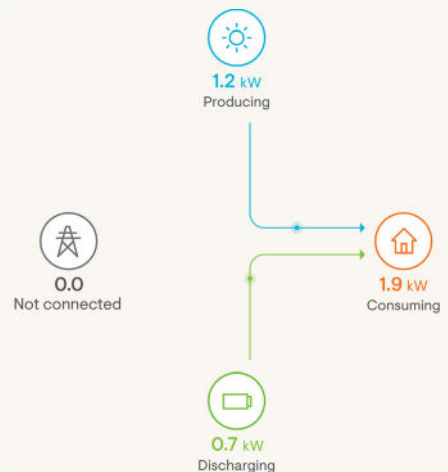 1.2 kW
Producing
0.0
Not connected
1.9 kW
Consuming
0.7 kW
Discharging